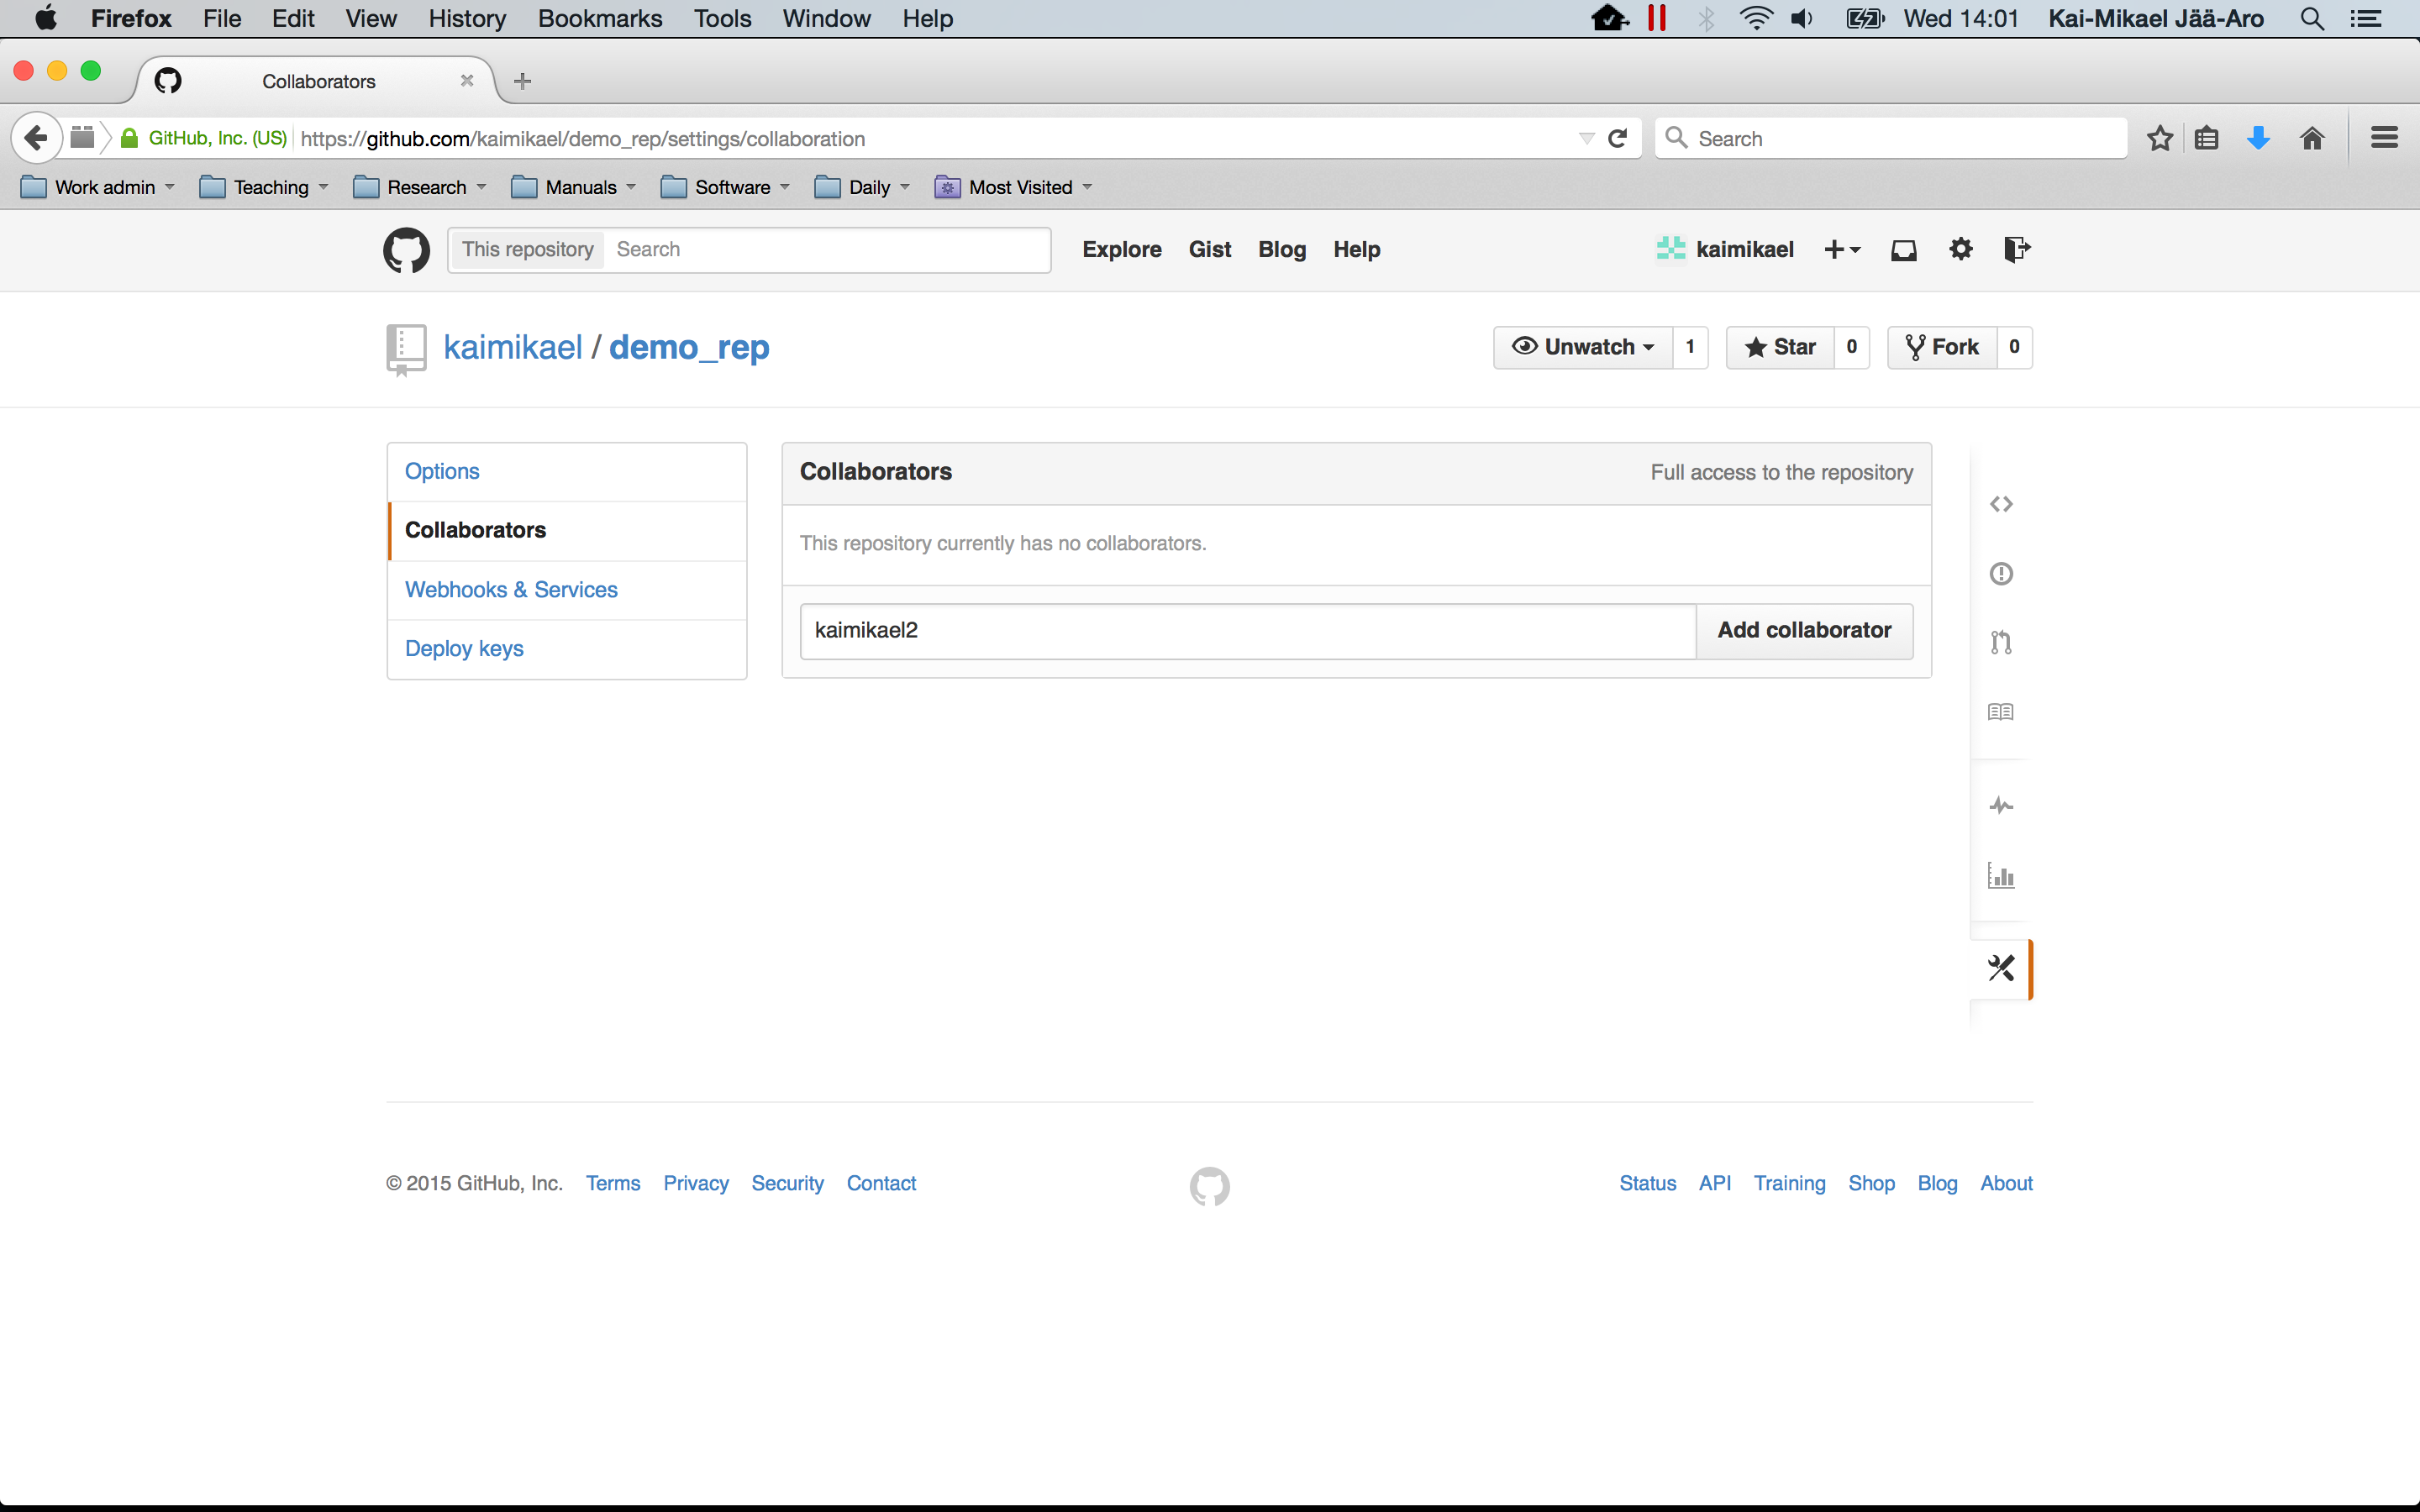 Firefox File Edit View History Bookmarks Tools Window Help Wed 14:01 Kai-Mikael Jää-Aro
Collaborators
GitHub, Inc. (US) https://github.com/kaimikael/demo_rep/settings/collaboration Search
Work admin Teaching Research Manuals Software Daily Most Visited
This repository Search Explore Gist Blog Help kaimikael
kaimikael / demo_rep Unwatch 1 Star 0 Fork 0
Options
Collaborators
Webhooks & Services
Deploy keys
Collaborators Full access to the repository
This repository currently has no collaborators.
kaimikael2 Add collaborator
© 2015 GitHub, Inc. Terms Privacy Security Contact Status API Training Shop Blog About